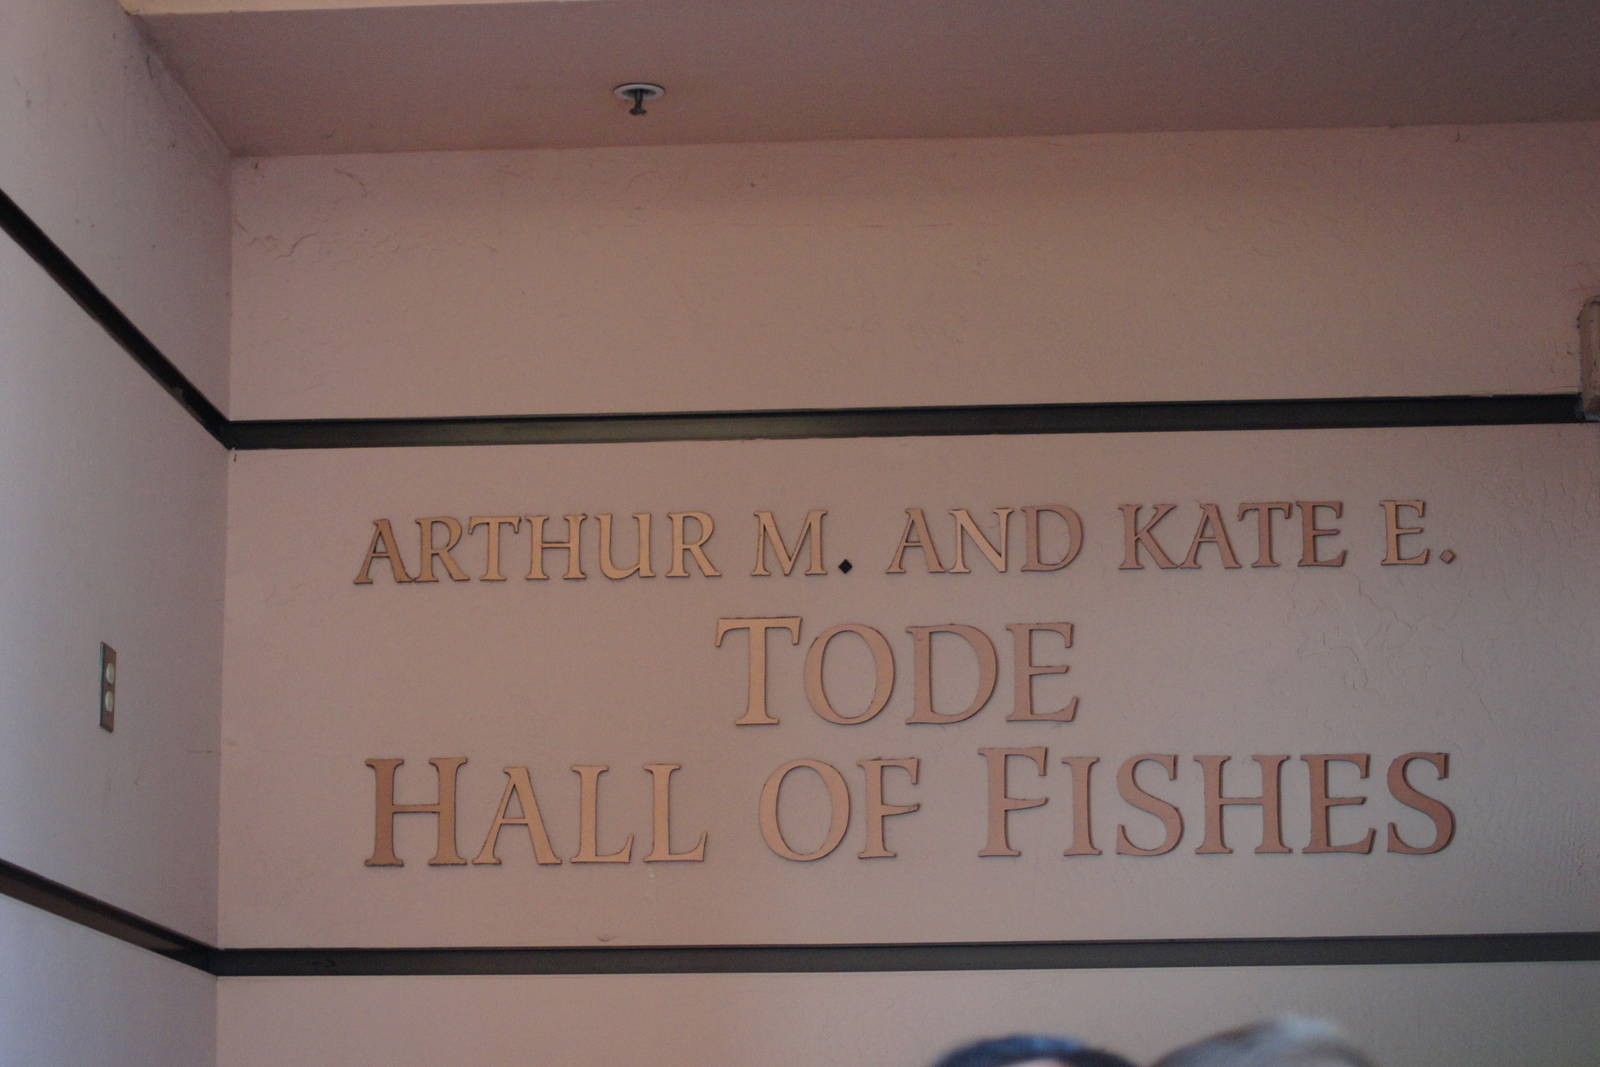 ARTHUR M. AND KATE E.
TODE
HALL OF FISHES